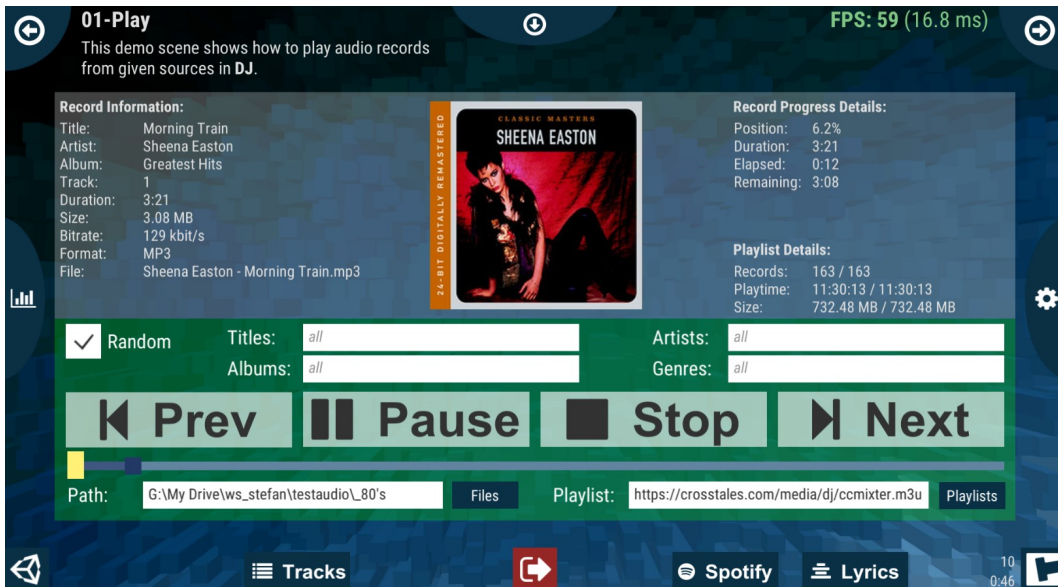 01-Play
FPS: 59 (16.8 ms)
This demo scene shows how to play audio records
from given sources in DJ.
Record Information:
Title: Morning Train
Artist: Sheena Easton
Album: Greatest Hits
Track: 1
Duration: 3:21
Size: 3.08 MB
Bitrate: 129 kbit/s
Format: MP3
File: Sheena Easton - Morning Train.mp3
24-BIT DIGITALLY REMASTERED
CLASSIC MASTERS
SHEENA EASTON
Record Progress Details:
Position: 6.2%
Duration: 3:21
Elapsed: 0:12
Remaining: 3:08
Playlist Details:
Records: 163 / 163
Playtime: 11:30:13 / 11:30:13
Size: 732.48 MB / 732.48 MB
Random
Titles: all
Artists: all
Albums: all
Genres: all
Prev Pause Stop Next
Path: G:\My Drive\ws_stefan\testaudio\_80's Files Playlist: https://crosstales.com/media/dj/ccmixter.m3u Playlists
Tracks Spotify Lyrics
10
0:46